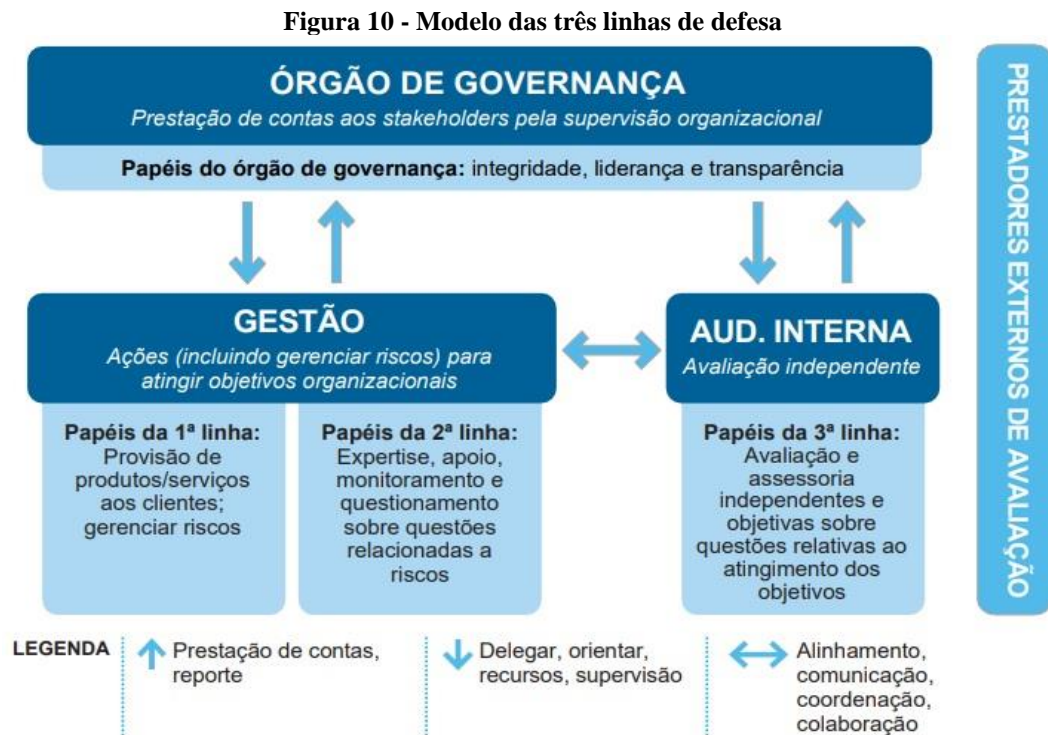 Figura 10 - Modelo das três linhas de defesa
ÓRGÃO DE GOVERNANÇA
Prestação de contas aos stakeholders pela supervisão organizacional
Papéis do órgão de governança: integridade, liderança e transparência
GESTÃO
Ações (incluindo gerenciar riscos) para
atingir objetivos organizacionais
Papéis da 1ª linha:
Provisão de
produtos/serviços
aos clientes;
gerenciar riscos
Papéis da 2ª linha:
Expertise, apoio,
monitoramento e
questionamento
sobre questões
relacionadas a
riscos
AUD. INTERNA
Avaliação independente
Papéis da 3ª linha:
Avaliação e
assessoria
independentes e
objetivas sobre
questões relativas ao
atingimento dos
objetivos
PRESTADORES EXTERNOS DE AVALIAÇÃO
LEGENDA
Prestação de contas,
reporte
Delegar, orientar,
recursos, supervisão
Alinhamento,
comunicação,
coordenação,
colaboração